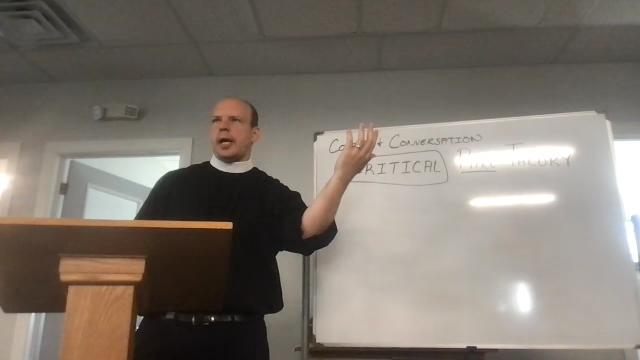 + CONVERSATION
CRITICAL RACE THEORY